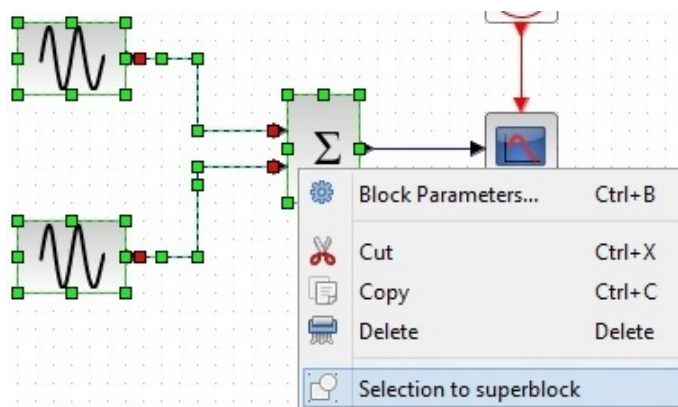 Σ
Block Parameters... Ctrl+B
Cut Ctrl+X
Copy Ctrl+C
Delete Delete
Selection to superblock